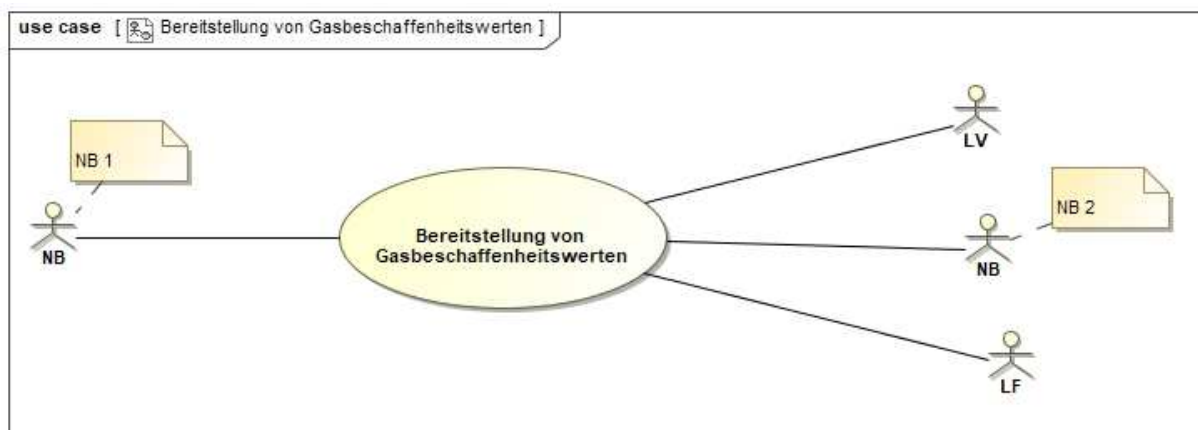 use case [ Bereitstellung von Gasbeschaffenheitswerten ]
NB 1
NB
Bereitstellung von
Gasbeschaffenheitswerten
LV
NB 2
NB
LF